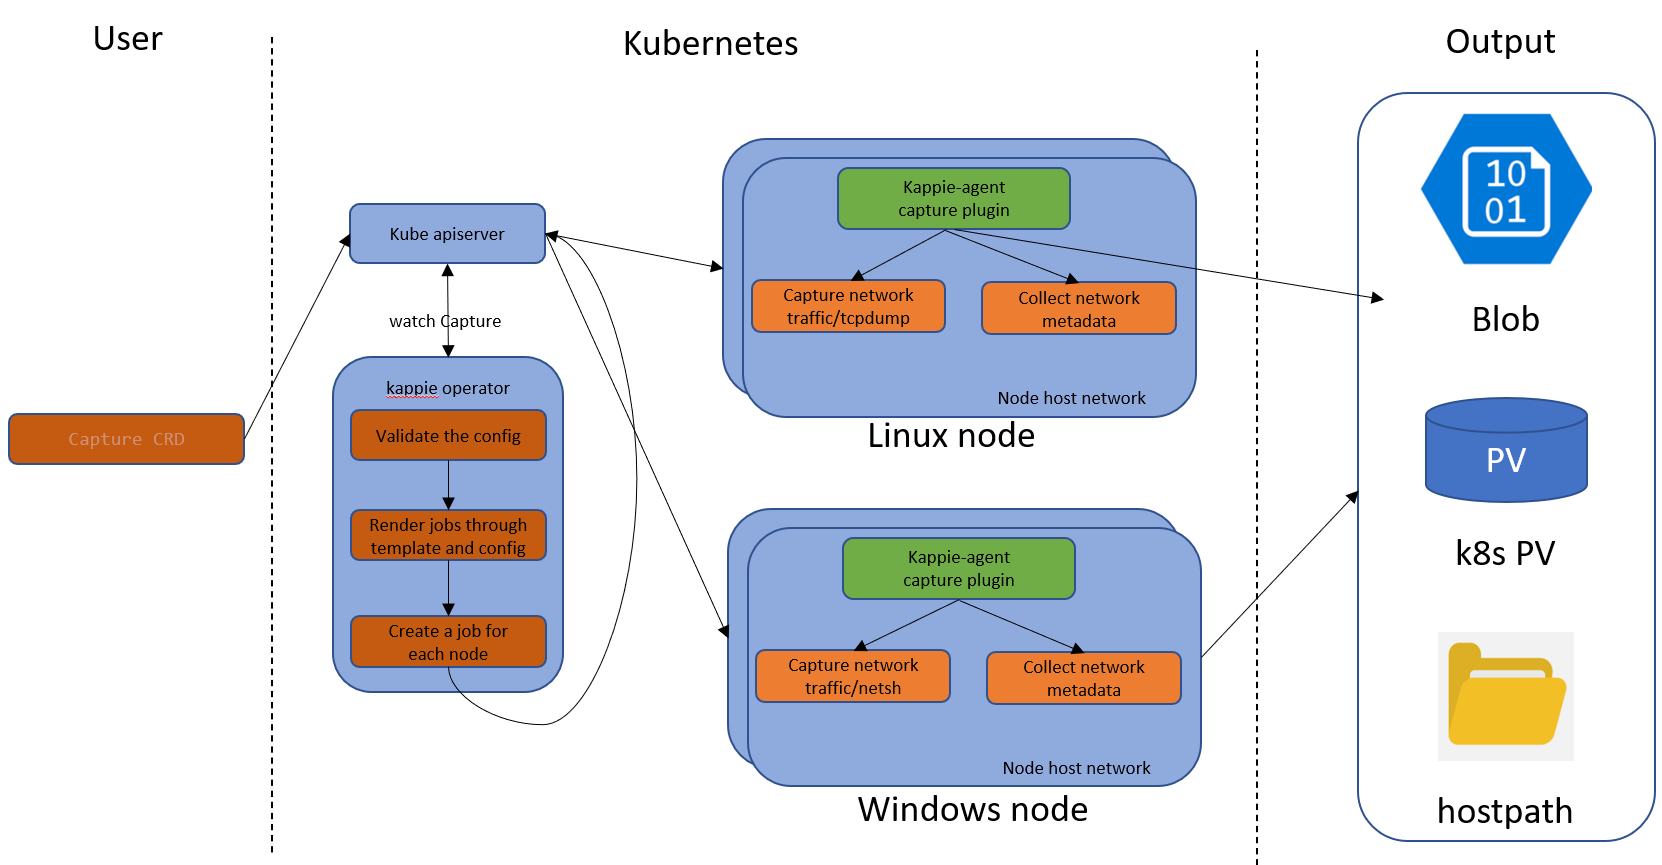 User
Kubernetes
Output
Capture CRD
Kube apiserver
watch Capture
kappie operator
Validate the config
Render jobs through
template and config
Create a job for
each node
Kappie-agent
capture plugin
Capture network
traffic/tcpdump
Collect network
metadata
Node host network
Linux node
Kappie-agent
capture plugin
Capture network
traffic/netsh
Collect network
metadata
Node host network
Windows node
10
01
Blob
PV
k8s PV
hostpath